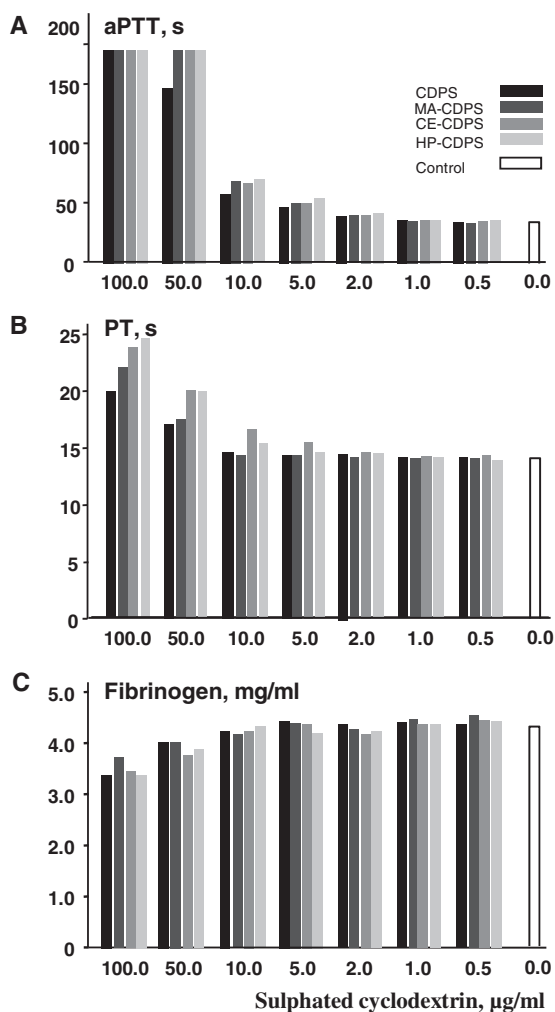 A
aPTT, s
200
150
100
50
0
CDPS
MA-CDPS
CE-CDPS
HP-CDPS
Control
100.0 50.0 10.0 5.0 2.0 1.0 0.5 0.0
B
PT, s
25
20
15
10
5
0
100.0 50.0 10.0 5.0 2.0 1.0 0.5 0.0
C
Fibrinogen, mg/ml
5.0
4.0
3.0
2.0
1.0
0
100.0 50.0 10.0 5.0 2.0 1.0 0.5 0.0
Sulphated cyclodextrin, µg/ml